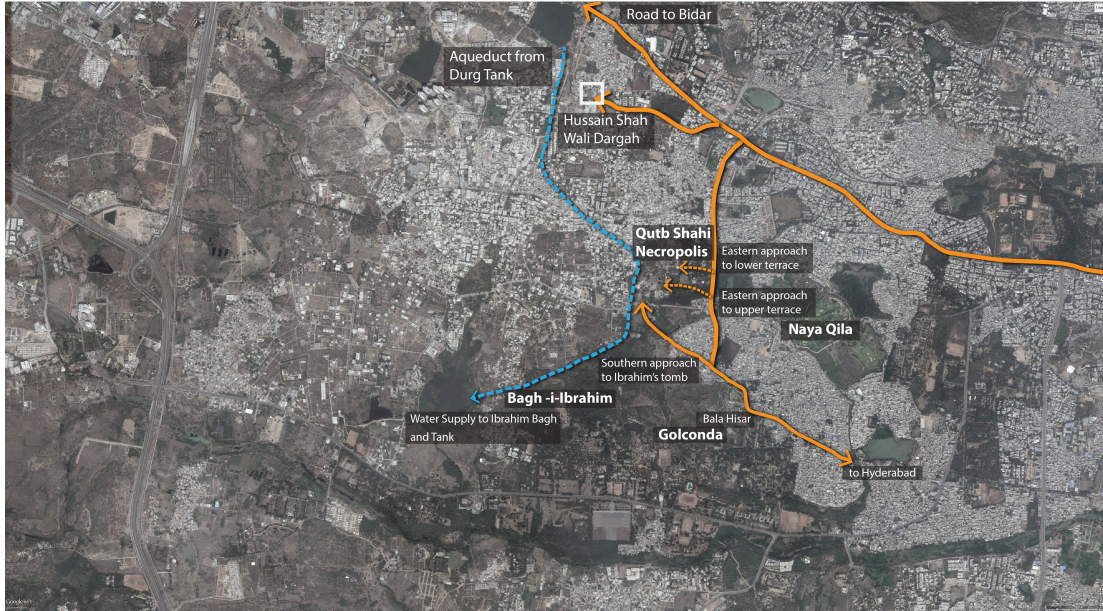 Road to Bidar
Aqueduct from
Durg Tank
Hussain Shah
Wali Dargah
Qutb Shahi
Necropolis
Eastern approach
to lower terrace
Eastern approach
to upper terrace
Naya Qila
Southern approach
to Ibrahim's tomb
Bagh -i-Ibrahim
Water Supply to Ibrahim Bagh
and Tank
Bala Hisar
Golconda
to Hyderabad